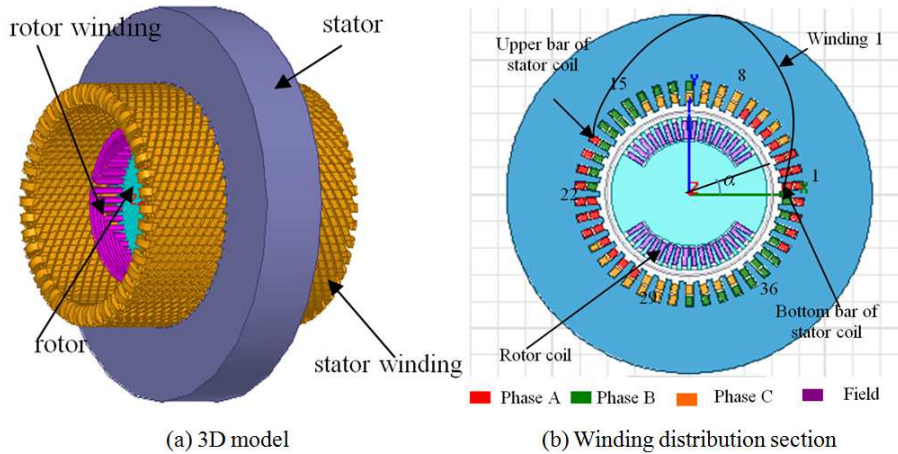 rotor winding
stator
rotor
stator winding
(a) 3D model
Upper bar of
stator coil
Winding 1
15
8
Y
α
1
X
Z
22
29
36
Bottom bar of
stator coil
Rotor coil
Phase A
Phase B
Phase C
Field
(b) Winding distribution section